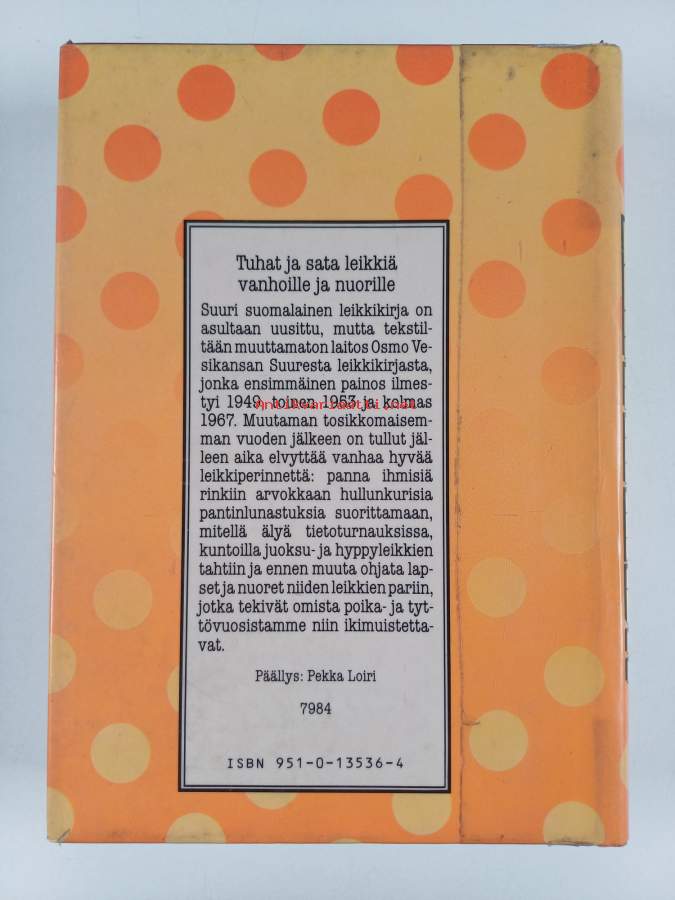 Tuhat ja sata leikkiä
vanhoille ja nuorille
Suuri suomalainen leikkikirja on
asultaan uusittu, mutta tekstil-
tään muuttamaton laitos Osmo Ve-
sikansan Suuresta leikkikirjasta,
jonka ensimmäinen painos ilmes-
tyi 1949, toinen 1953 ja kolmas
Antikvariaatti.net
1967. Muutaman tosikkomaisem-
man vuoden jälkeen on tullut jäl-
leen aika elvyttää vanhaa hyvää
leikkiperinnettä: panna ihmisiä
rinkiin arvokkaan hullunkurisia
pantinlunastuksia suorittamaan,
mitellä älyä tietoturnauksissa,
kuntoilla juoksu- ja hyppyleikkien
tahtiin ja ennen muuta ohjata lap-
set ja nuoret niiden leikkien pariin,
jotka tekivät omista poika- ja tyt-
tövuosistamme niin ikimuistetta-
vat.
Päällys: Pekka Loiri
7984
ISBN 951-0-13536-4